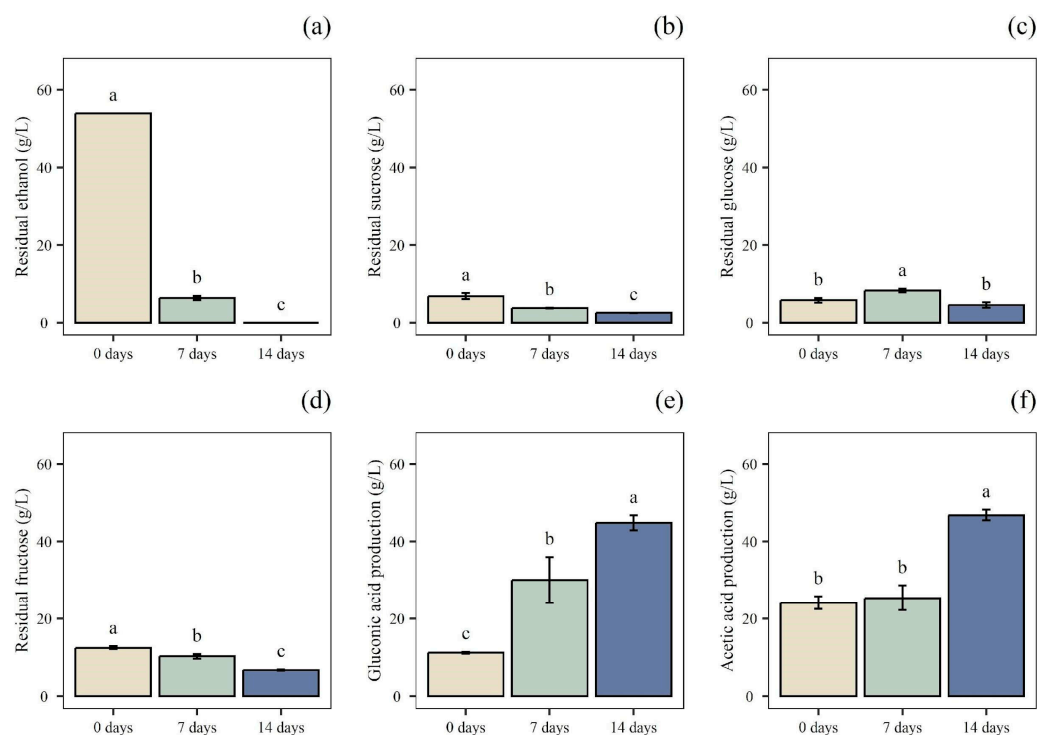 (a)
Residual ethanol (g/L)
60
40
20
0
a
b
c
0 days
7 days
14 days
(b)
Residual sucrose (g/L)
60
40
20
0
a
b
c
0 days
7 days
14 days
(c)
Residual glucose (g/L)
60
40
20
0
b
a
b
0 days
7 days
14 days
(d)
Residual fructose (g/L)
60
40
20
0
a
b
c
0 days
7 days
14 days
(e)
Gluconic acid production (g/L)
60
40
20
0
c
b
a
0 days
7 days
14 days
(f)
Acetic acid production (g/L)
60
40
20
0
b
b
a
0 days
7 days
14 days